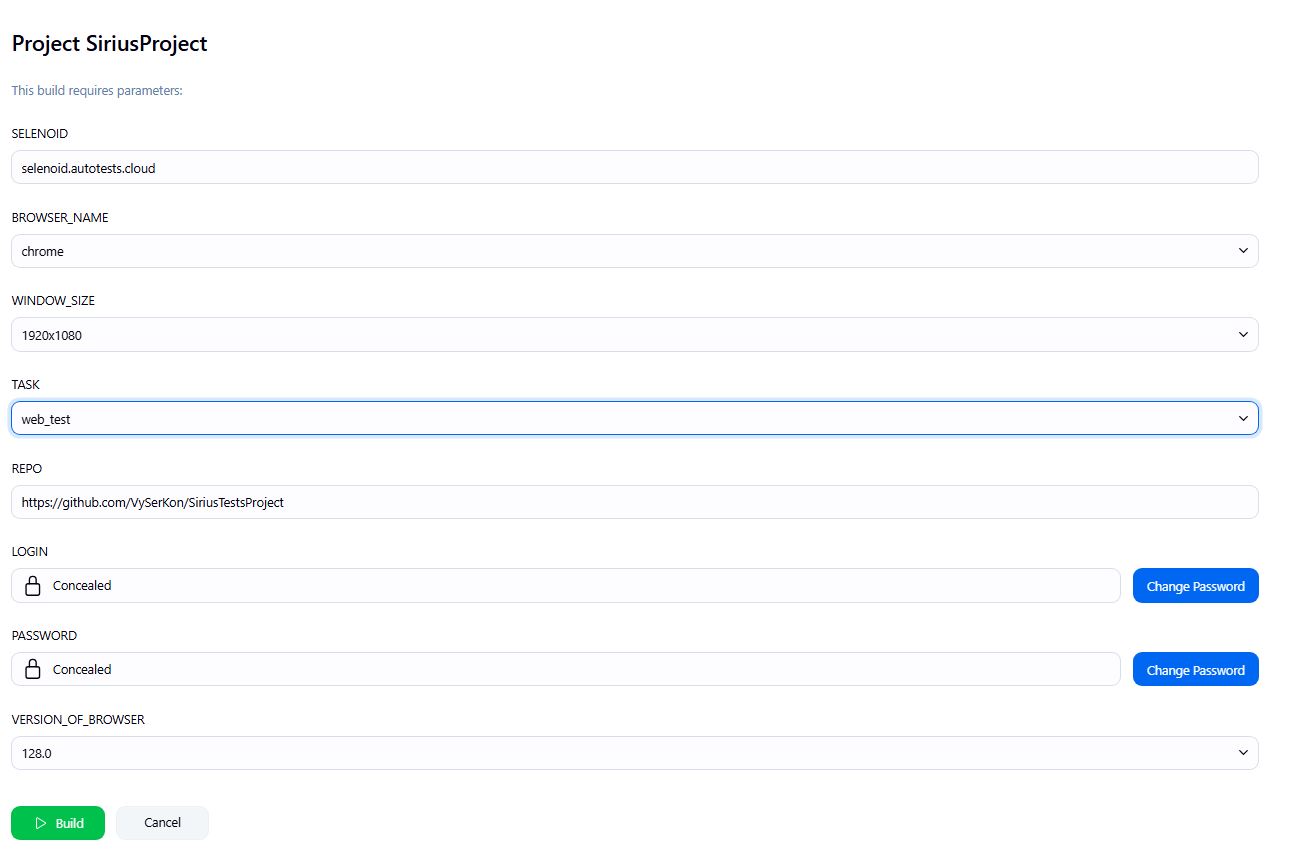 Project SiriusProject
This build requires parameters:
SELENOID
selenoid.autotests.cloud
BROWSER_NAME
chrome
WINDOW_SIZE
1920x1080
TASK
web_test
REPO
https://github.com/VySerKon/SiriusTestsProject
LOGIN
Concealed
Change Password
PASSWORD
Concealed
Change Password
VERSION_OF_BROWSER
128.0
Build
Cancel